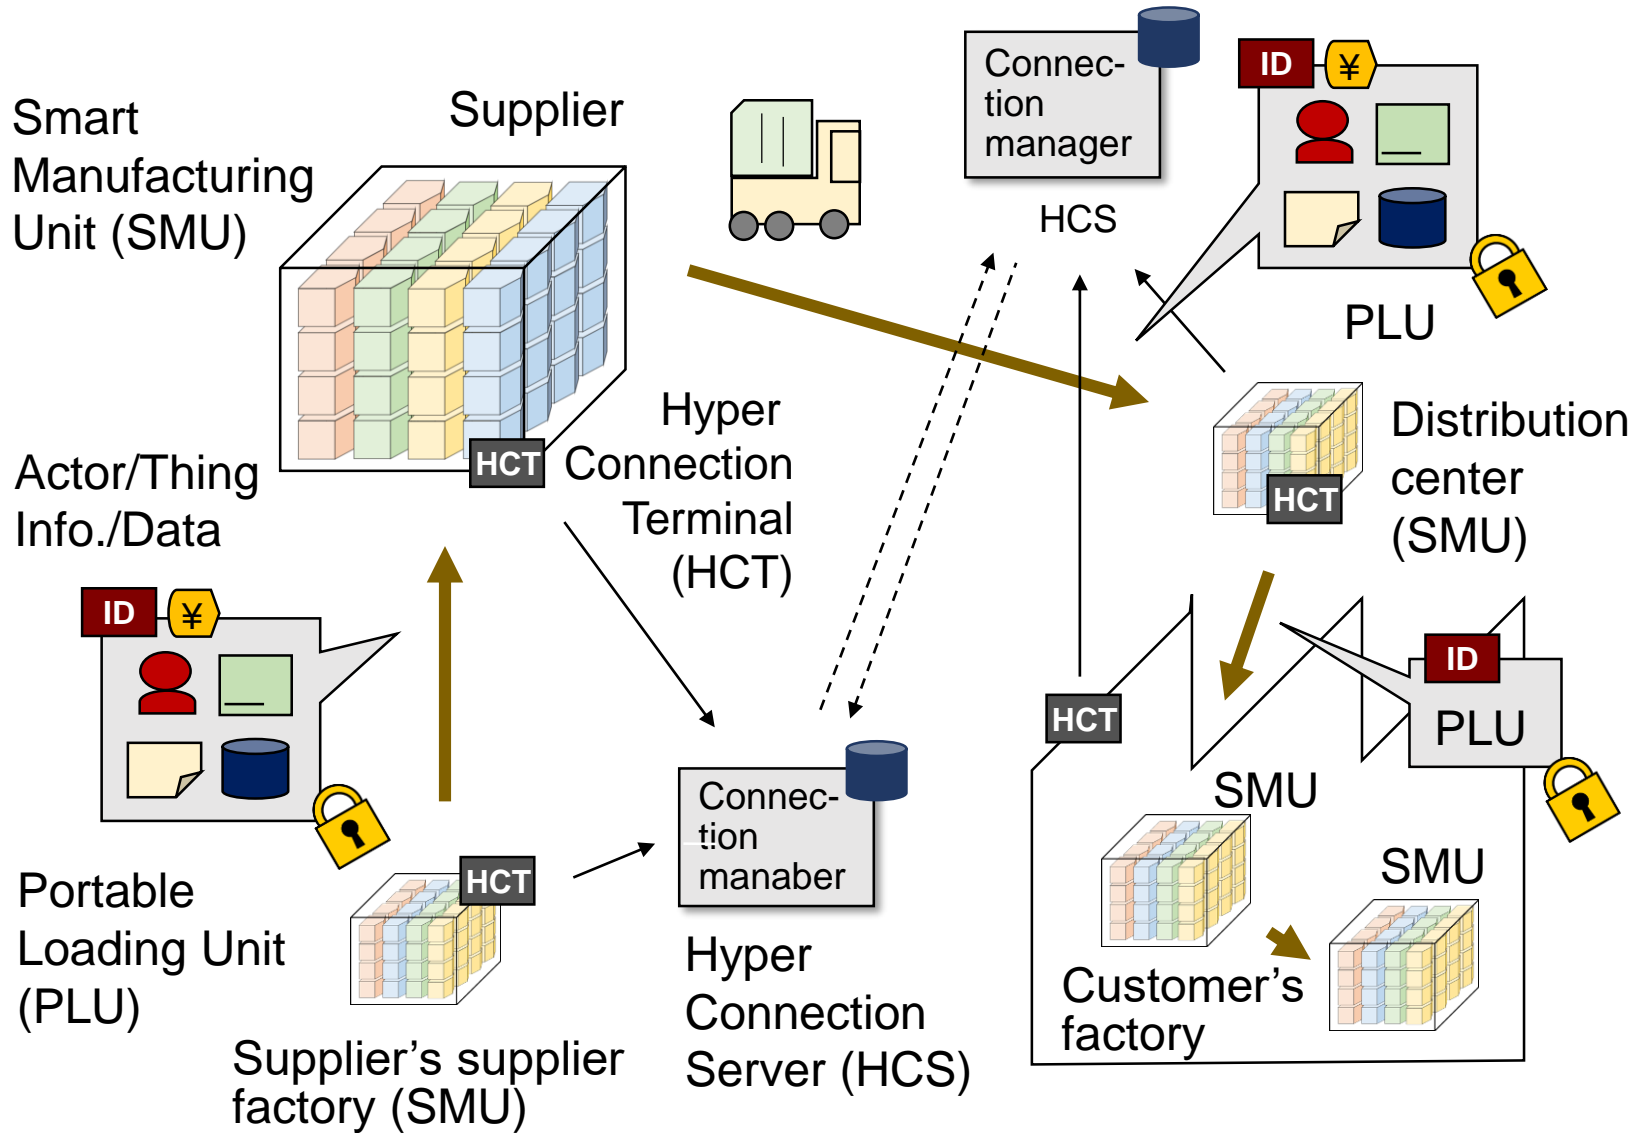 Smart
Manufacturing
Unit (SMU)
Supplier
Connec-
tion
manager
HCS
ID
¥
PLU
HCT
Hyper
Connection
Terminal
(HCT)
Distribution
center
(SMU)
HCT
Actor/Thing
Info./Data
ID
¥
Portable
Loading Unit
(PLU)
HCT
Supplier’s supplier
factory (SMU)
Connec-
tion
manaber
Hyper
Connection
Server (HCS)
HCT
ID
PLU
SMU
SMU
Customer’s
factory